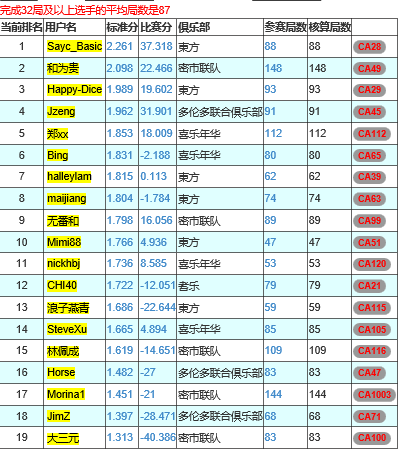 完成32局及以上选手的平均局数是87
当前排名 用户名 标准分 比赛分 俱乐部 参赛局数 核算局数
1 Sayc_Basic 2.261 37.318 東方 88 88 CA28
2 和为贵 2.098 22.466 密市联队 148 148 CA49
3 Happy-Dice 1.989 19.602 東方 93 93 CA29
4 Jzeng 1.962 31.901 多伦多联合俱乐部 91 91 CA45
5 郑xx 1.853 18.009 喜乐年华 112 112 CA112
6 Bing 1.831 -2.188 喜乐年华 80 80 CA65
7 halleylam 1.815 0.113 東方 62 62 CA39
8 maijiang 1.804 -1.784 東方 74 74 CA63
9 无番和 1.798 16.056 密市联队 89 89 CA99
10 Mimi88 1.766 4.936 東方 47 47 CA51
11 nickhbj 1.736 8.585 喜乐年华 53 53 CA120
12 CHI40 1.722 -12.051 耆乐 79 79 CA21
13 浪子燕青 1.686 -22.644 東方 59 59 CA115
14 SteveXu 1.665 4.894 喜乐年华 85 85 CA105
15 林佩成 1.619 -14.651 密市联队 109 109 CA116
16 Horse 1.482 -27 多伦多联合俱乐部 83 83 CA47
17 Morina1 1.451 -21 密市联队 144 144 CA1003
18 JimZ 1.397 -28.471 多伦多联合俱乐部 68 68 CA71
19 大三元 1.313 -40.386 密市联队 83 83 CA100